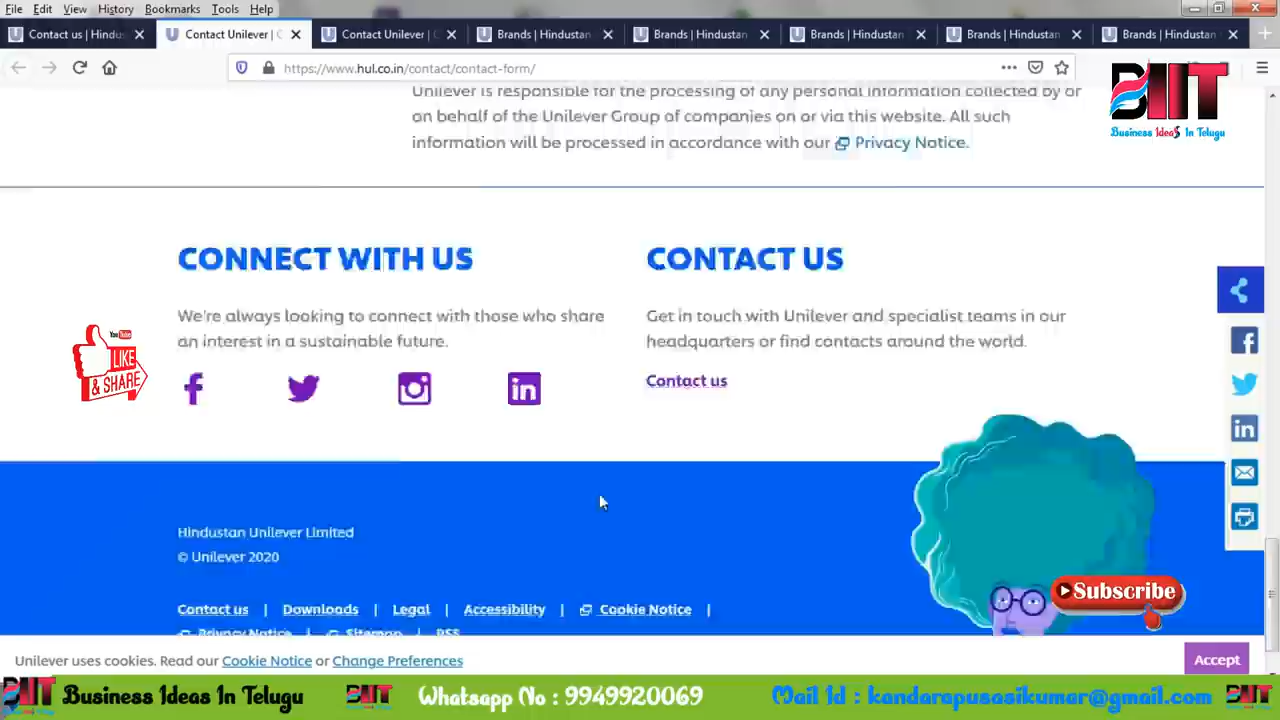 File Edit View History Bookmarks Tools Help
Contact us | Hindus
Contact Unilever | C
Contact Unilever | C
Brands | Hindustan
Brands | Hindustan
Brands | Hindustan
Brands | Hindustan
Brands | Hindustan
https://www.hul.co.in/contact/contact-form/
BIIT
Business Ideas In Telugu
Unilever is responsible for the processing of any personal information collected by or
on behalf of the Unilever Group of companies on or via this website. All such
information will be processed in accordance with our Privacy Notice.
CONNECT WITH US
We're always looking to connect with those who share
an interest in a sustainable future.
CONTACT US
Get in touch with Unilever and specialist teams in our
headquarters or find contacts around the world.
Contact us
You Tube
LIKE
& SHARE
Hindustan Unilever Limited
© Unilever 2020
Contact us | Downloads | Legal | Accessibility | Cookie Notice |
Privacy Notice | Sitemap | RSS
Subscribe
Unilever uses cookies. Read our Cookie Notice or Change Preferences
Accept
BIIT Business Ideas In Telugu BIIT Whatsapp No : 9949920069 Mail Id : kandarapusasikumar@gmail.com BIIT